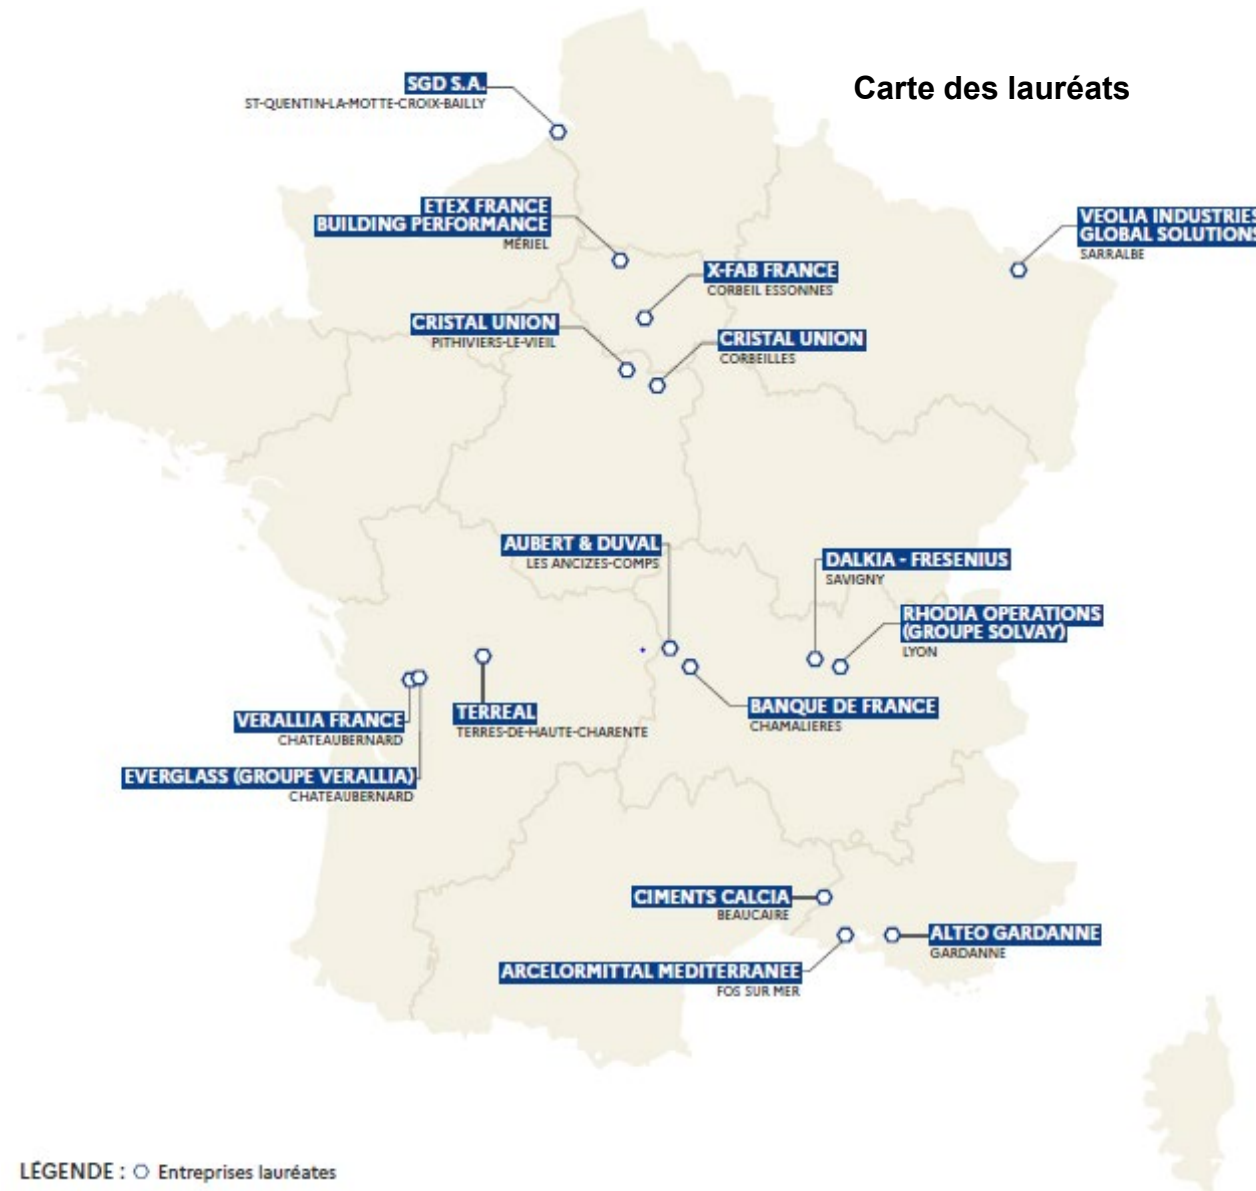 Carte des lauréats
SGD S.A.
ST-QUENTIN-LA-MOTTE-CROIX-BAILLY
ETEX FRANCE
BUILDING PERFORMANCE
MÉRIEL
VEOLIA INDUSTRIES
GLOBAL SOLUTIONS
SARRALBE
X-FAB FRANCE
CORBEIL ESSONNES
CRISTAL UNION
PITHIVIERS-LE-VIEIL
CRISTAL UNION
CORBEILLES
AUBERT & DUVAL
LES ANCIZES-COMPS
DALKIA - FRESENIUS
SAVIGNY
RHODIA OPERATIONS
(GROUPE SOLVAY)
LYON
BANQUE DE FRANCE
CHAMALIERES
VERALLIA FRANCE
CHATEAUBERNARD
TERREAL
TERRES-DE-HAUTE-CHARENTE
EVERGLASS (GROUPE VERALLIA)
CHATEAUBERNARD
CIMENTS CALCIA
BEAUCAIRE
ALTEO GARDANNE
GARDANNE
ARCELORMITTAL MEDITERRANEE
FOS SUR MER
LÉGENDE : Entreprises lauréates